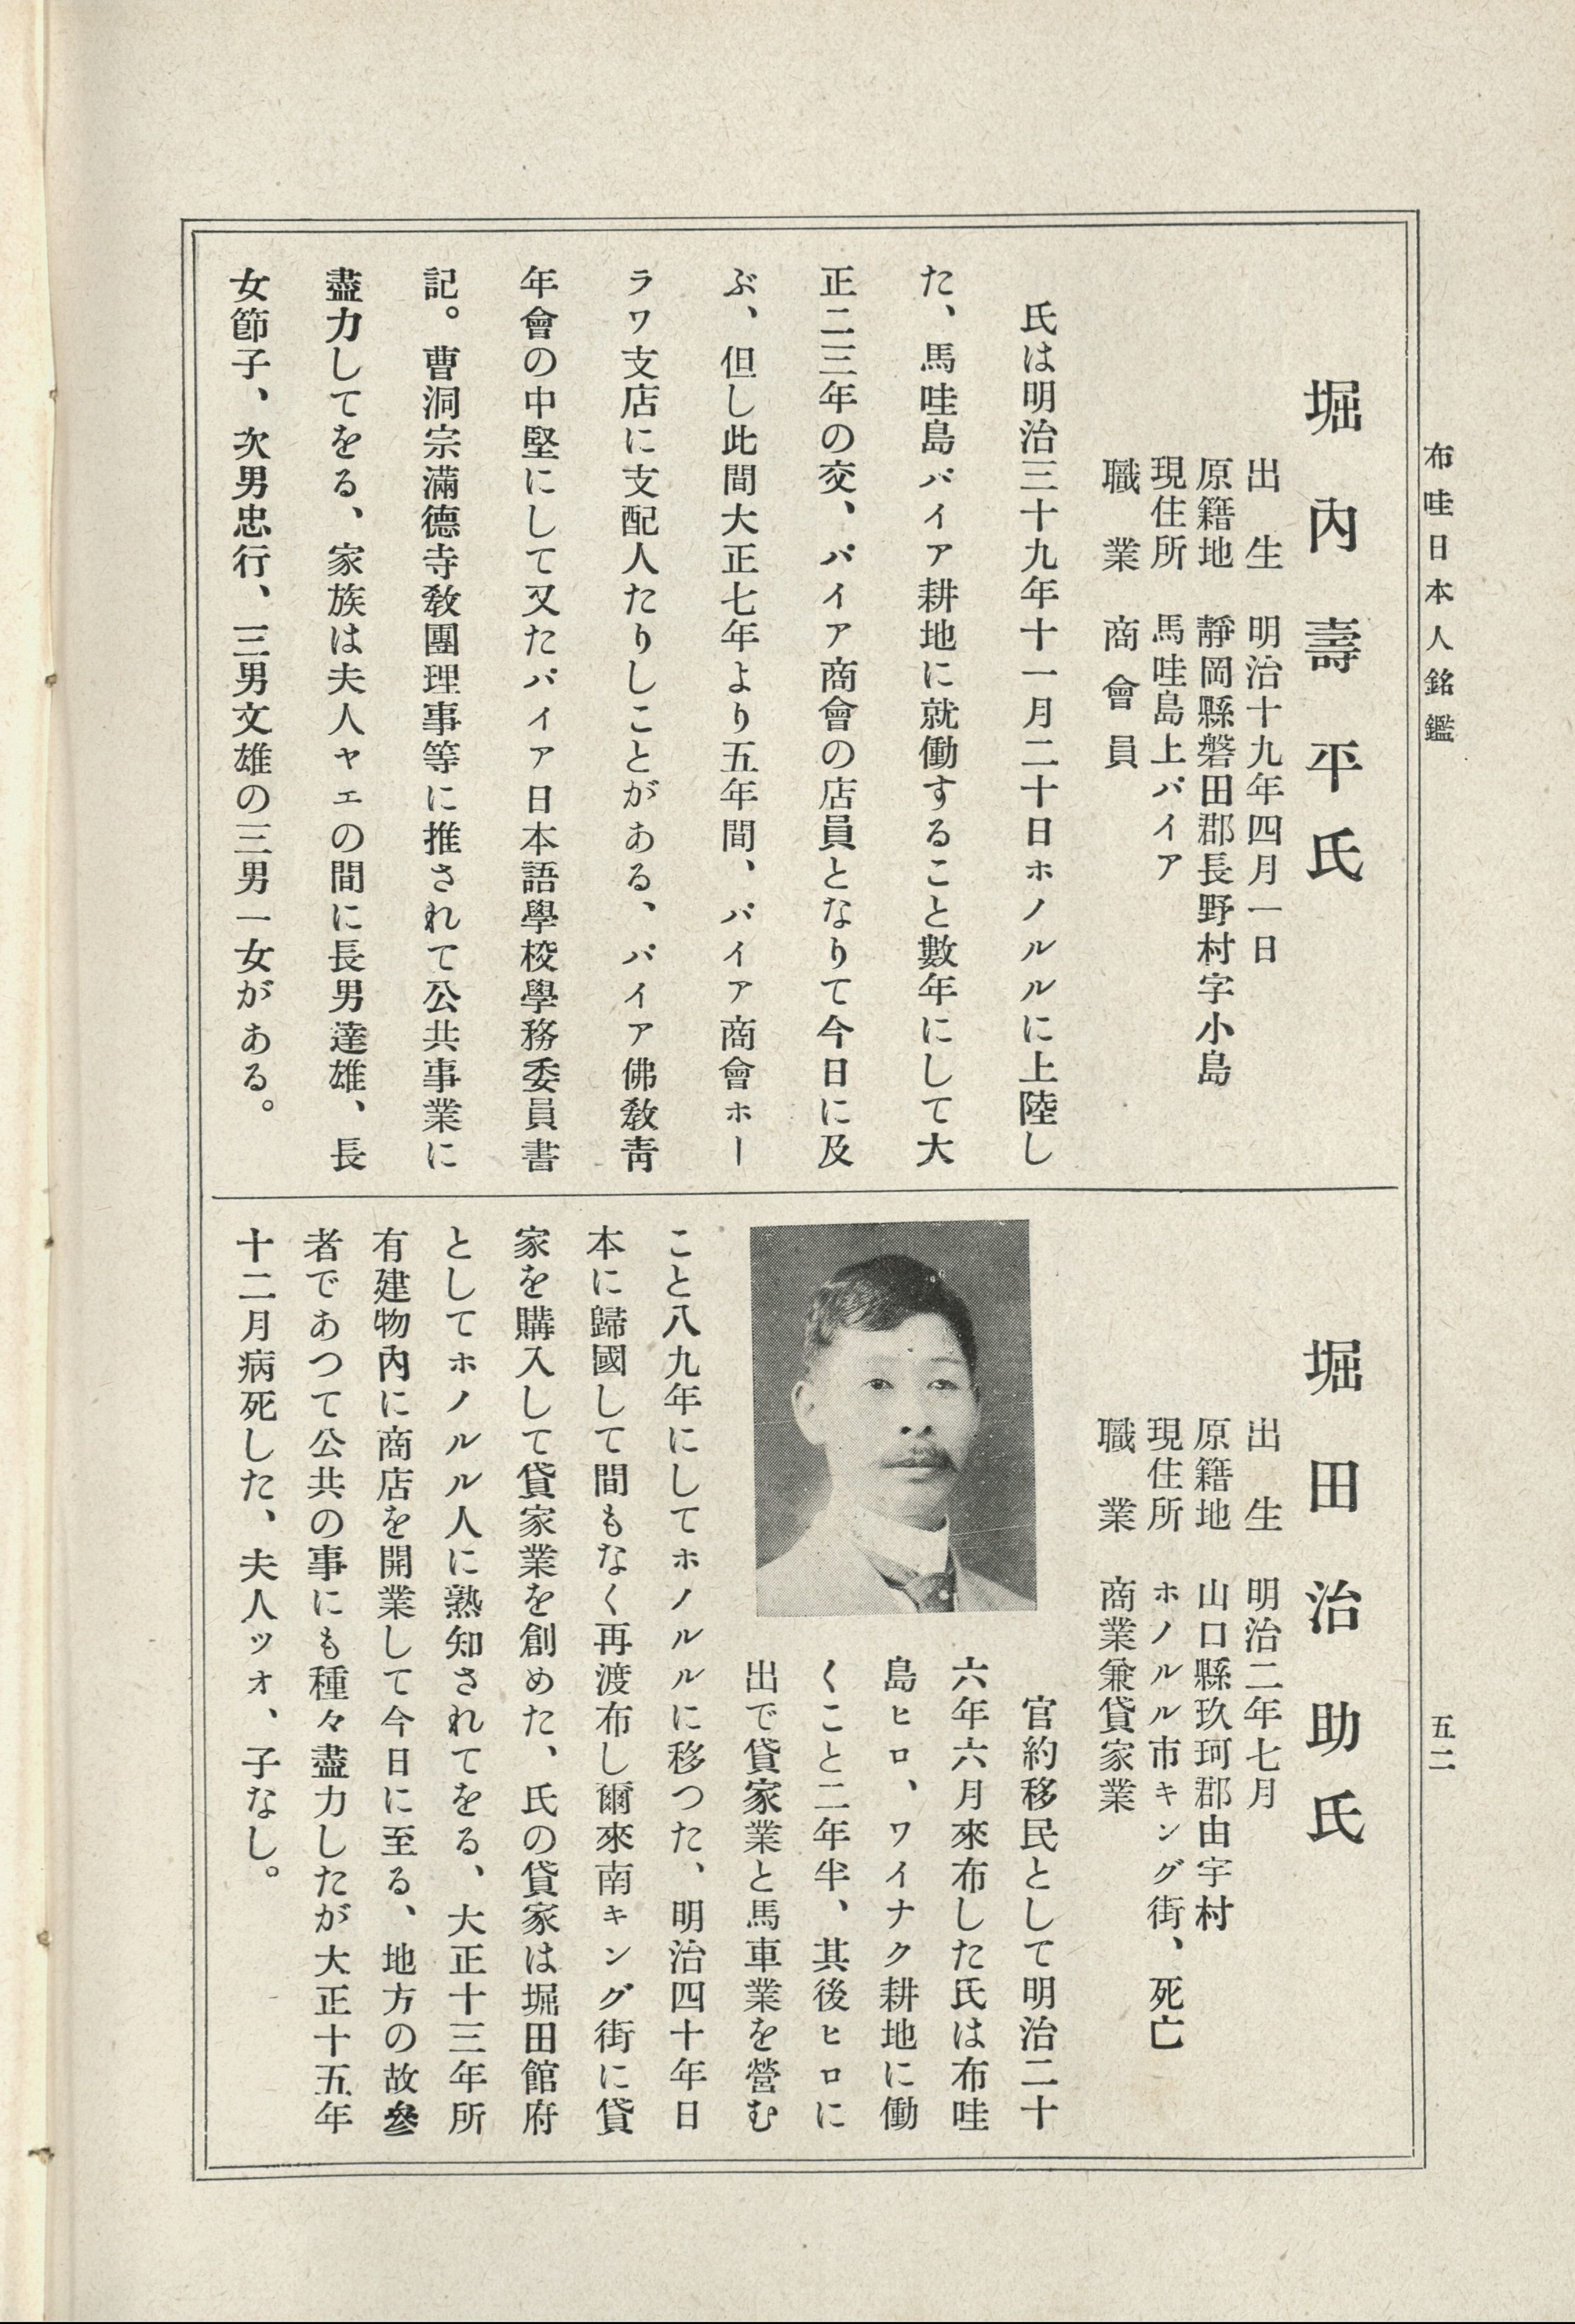 布哇日本人銘鑑
堀內壽平氏
出生 明治十九年四月一日
原籍地 靜岡縣磐田郡長野村字小島
現住所 馬哇島上パイア
職業 商會員
氏は明治三十九年十一月二十日ホノルルに上陸し
た、馬哇島パイア耕地に就働すること數年にして大
正二三年の交、パイア商會の店員となりて今日に及
ぶ、但し此間大正七年より五年間、パイア商會ホー
ラワ支店に支配人たりしことがある、パイア佛敎靑
年會の中堅にして又たパイア日本語學校學務委員書
記。曹洞宗滿德寺敎團理事等に推されて公共事業に
盡力してをる、家族は夫人ヤエの間に長男達雄、長
女節子、次男忠行、三男文雄の三男一女がある。
堀田治助氏
出生 明治二年七月
原籍地 山口縣玖珂郡由宇村
現住所 ホノルル市キング街、死亡
職業 商業兼貸家業
官約移民として明治二十
六年六月來布した氏は布哇
島ヒロ、ワイナク耕地に働
くこと二年半、其後ヒロに
出で貸家業と馬車業を營む
こと八九年にしてホノルルに移つた、明治四十年日
本に歸國して間もなく再渡布し爾來南キング街に貸
家を購入して貸家業を創めた、氏の貸家は堀田館府
としてホノルル人に熟知されてをる、大正十三年所
有建物內に商店を開業して今日に至る、地方の故參
者であつて公共の事にも種々盡力したが大正十五年
十二月病死した、夫人ツオ、子なし。
五二